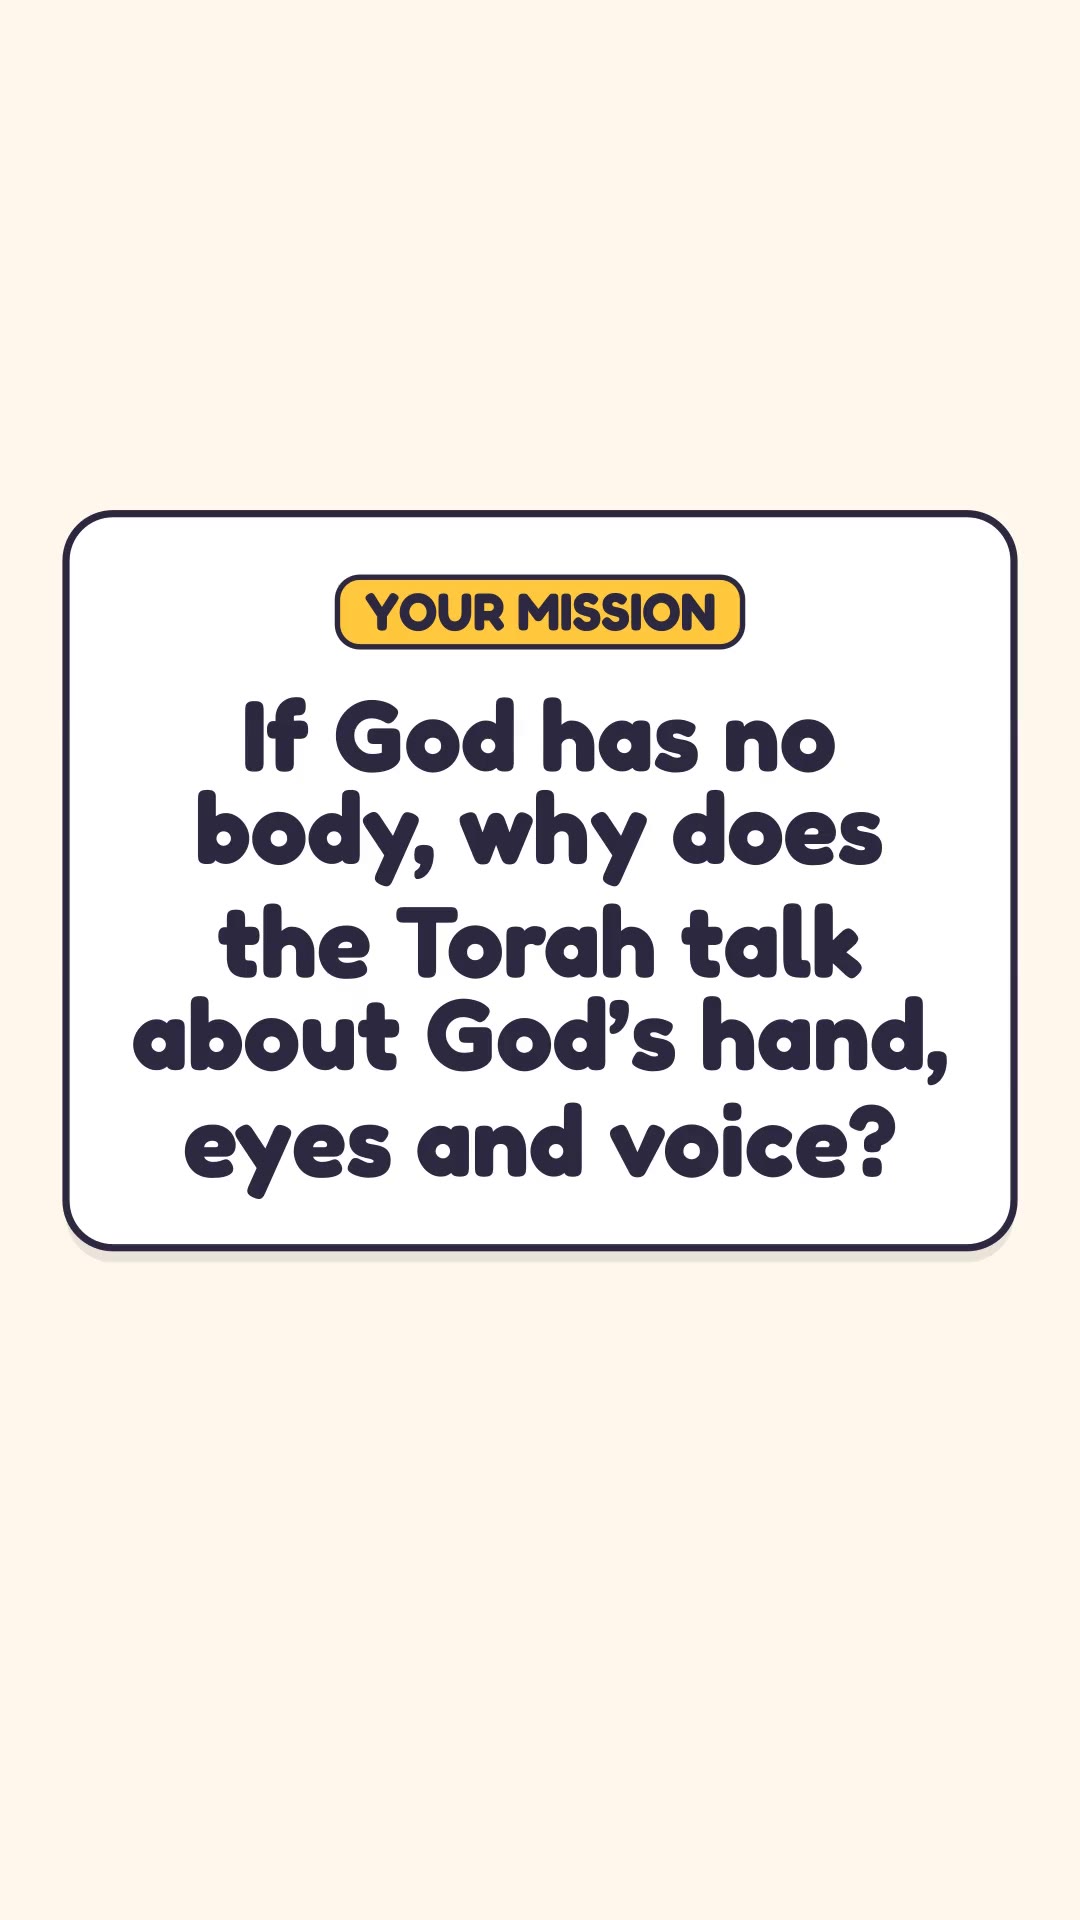 YOUR MISSION
If God has no
body, why does
the Torah talk
about God’s hand,
eyes and voice?